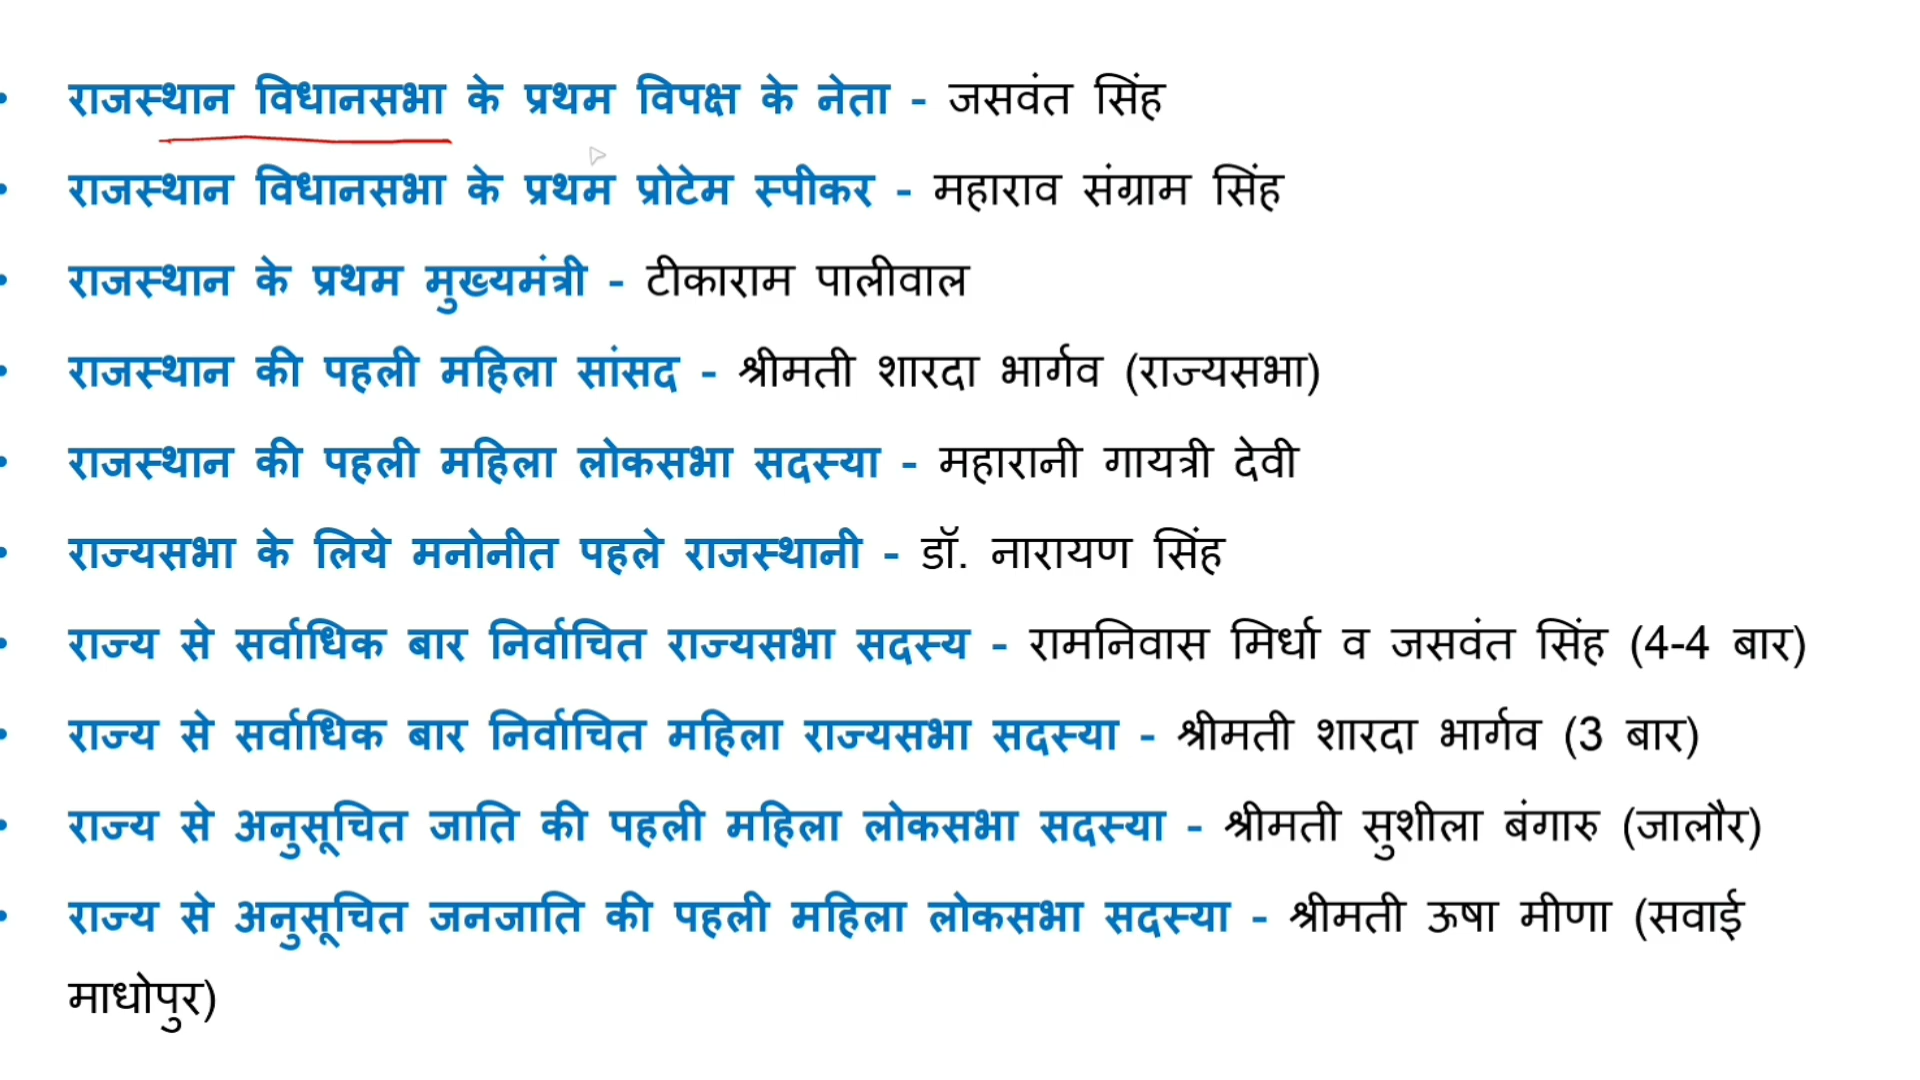 • राजस्थान विधानसभा के प्रथम विपक्ष के नेता - जसवंत सिंह
• राजस्थान विधानसभा के प्रथम प्रोटेम स्पीकर - महाराव संग्राम सिंह
• राजस्थान के प्रथम मुख्यमंत्री - टीकाराम पालीवाल
• राजस्थान की पहली महिला सांसद - श्रीमती शारदा भार्गव (राज्यसभा)
• राजस्थान की पहली महिला लोकसभा सदस्या - महारानी गायत्री देवी
• राज्यसभा के लिये मनोनीत पहले राजस्थानी - डॉ. नारायण सिंह
• राज्य से सर्वाधिक बार निर्वाचित राज्यसभा सदस्य - रामनिवास मिर्धा व जसवंत सिंह (4-4 बार)
• राज्य से सर्वाधिक बार निर्वाचित महिला राज्यसभा सदस्या - श्रीमती शारदा भार्गव (3 बार)
• राज्य से अनुसूचित जाति की पहली महिला लोकसभा सदस्या - श्रीमती सुशीला बंगारु (जालौर)
• राज्य से अनुसूचित जनजाति की पहली महिला लोकसभा सदस्या - श्रीमती ऊषा मीणा (सवाई
माधोपुर)